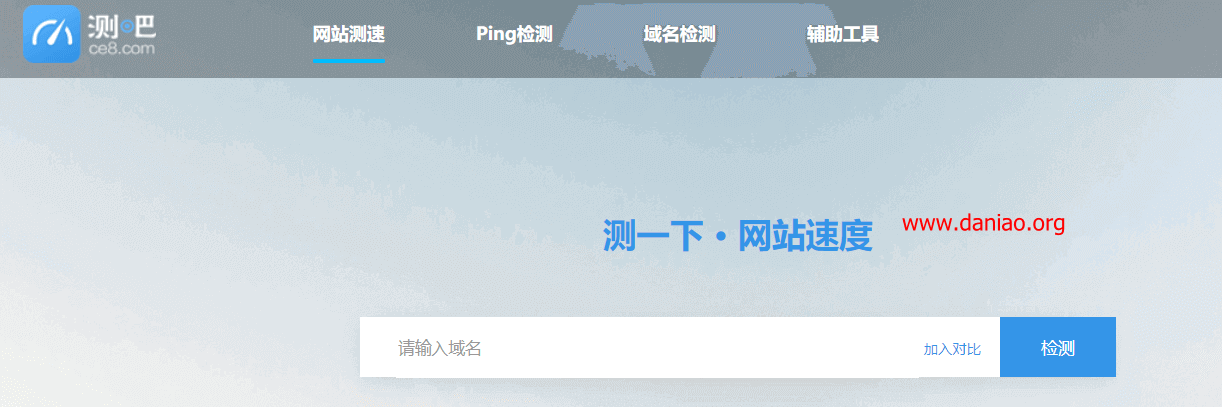 测吧
ce8.com
网站测速
Ping检测
域名检测
辅助工具
测一下·网站速度
www.daniao.org
请输入域名
加入对比
检测